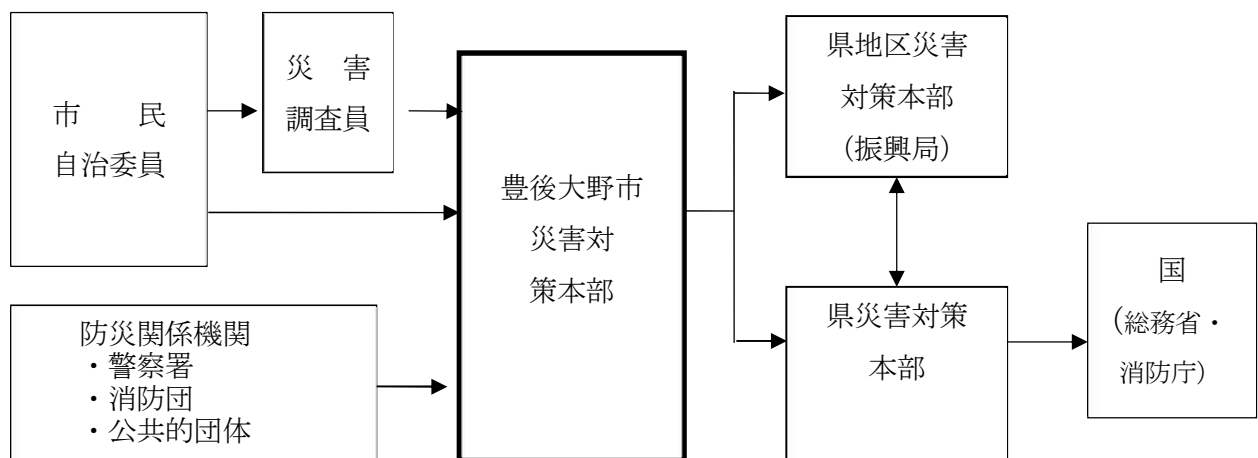 市　　民
自治委員
災　害
調査員
防災関係機関
・警察署
・消防団
・公共的団体
豊後大野市
災害対
策本部
県地区災害
対策本部
(振興局)
県災害対策
本部
国
(総務省・
消防庁)